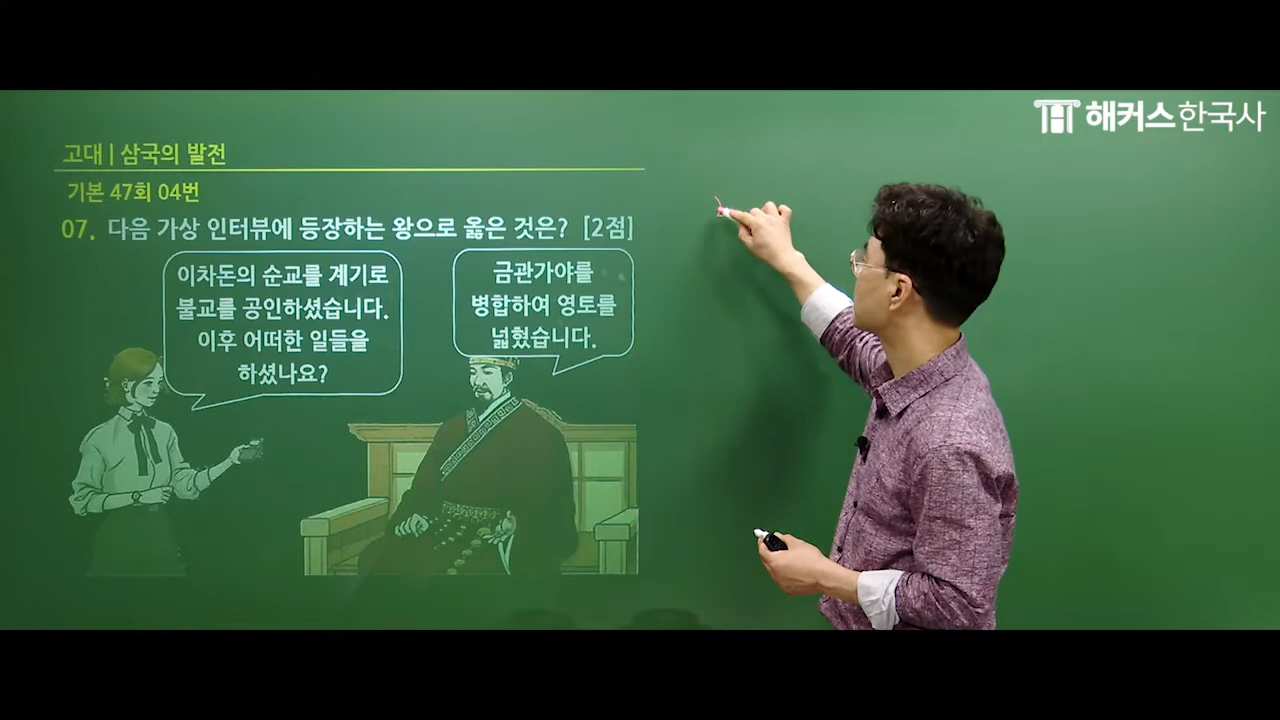 해커스한국사
고대 | 삼국의 발전
기본 47회 04번
07. 다음 가상 인터뷰에 등장하는 왕으로 옳은 것은? [2점]
이차돈의 순교를 계기로
불교를 공인하셨습니다.
이후 어떠한 일들을
하셨나요?
금관가야를
병합하여 영토를
넓혔습니다.